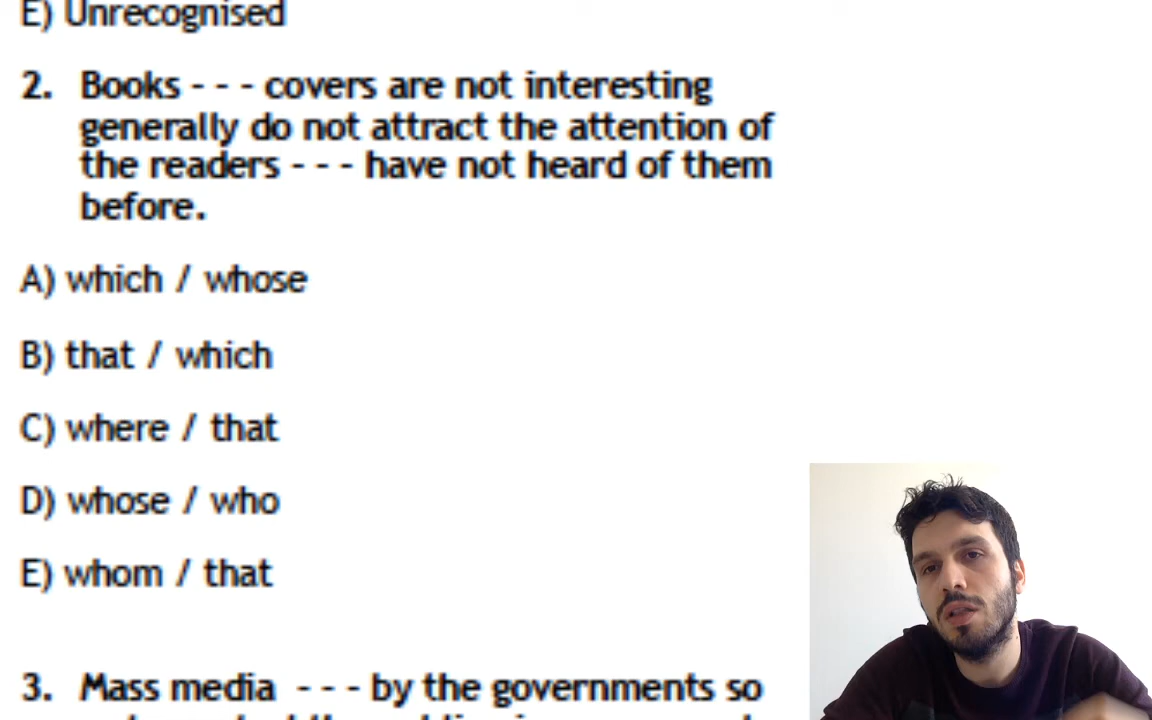 E) Unrecognised
2. Books - - - covers are not interesting
generally do not attract the attention of
the readers - - - have not heard of them
before.
A) which / whose
B) that / which
C) where / that
D) whose / who
E) whom / that
3. Mass media - - - by the governments so